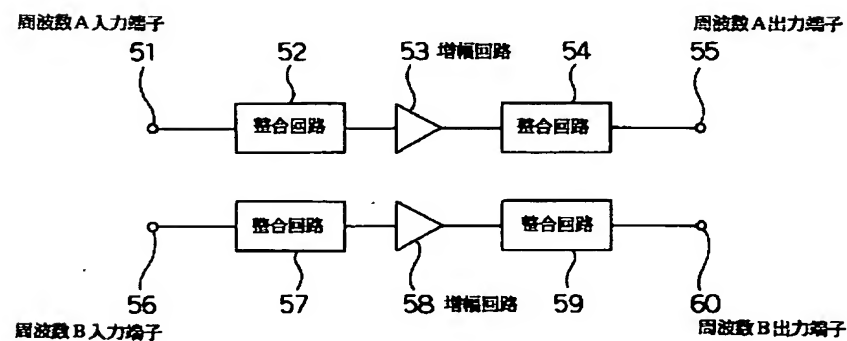 周波数A入力端子
周波数A出力端子
51
52
53 増幅回路
54
55
整合回路
整合回路
整合回路
整合回路
56
57
58 増幅回路
59
60
周波数B入力端子
周波数B出力端子